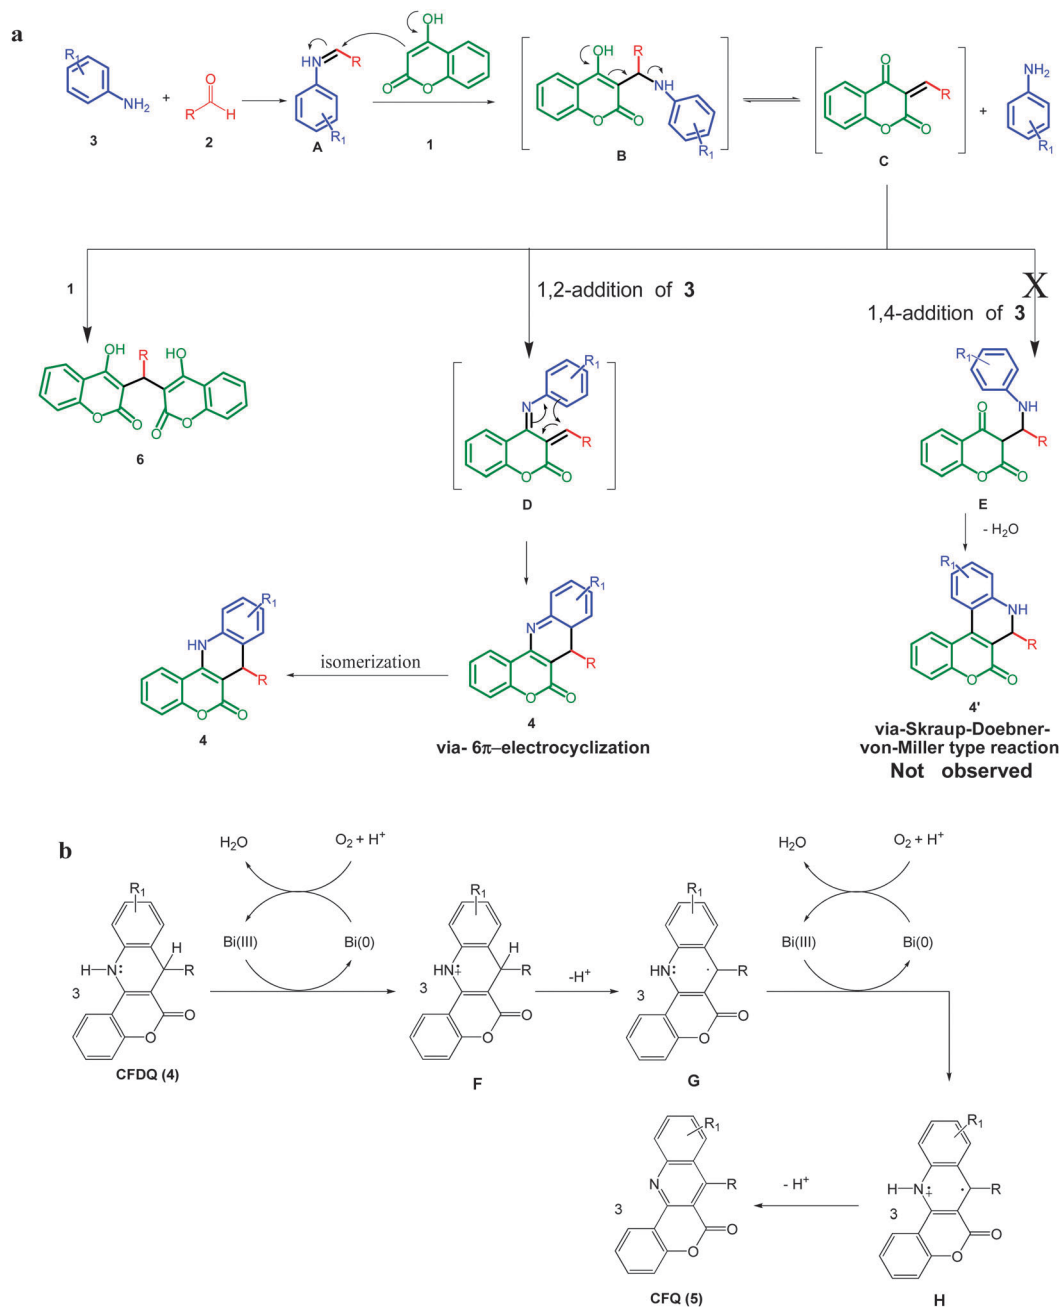 a
R1
NH2
3
+
O
R
H
2
HN
R
R1
A
OH
O
O
1
OH
R
NH
O
O
R1
B
O
R
O
O
C
+
NH2
R1
1
1,2-addition of 3
X
1,4-addition of 3
OH
R
HO
O
O
O
O
6
R1
N
R
O
O
D
R1
NH
O
R
O
O
E
- H2O
R1
HN
R
O
O
4
isomerization
R1
N
R
O
O
4
via- 6π–electrocyclization
R1
NH
R
O
O
4'
via-Skraup-Doebner-
von-Miller type reaction
Not observed
b
H2O
O2 + H+
Bi(III)
Bi(0)
R1
H
H
N:
R
3
O
O
CFDQ (4)
R1
H
HN
+
R
3
O
O
F
-H+
R1
HN:
R
3
O
O
G
H2O
O2 + H+
Bi(III)
Bi(0)
R1
N
R
3
O
O
CFQ (5)
- H+
R1
H
N
+
R
3
O
O
H